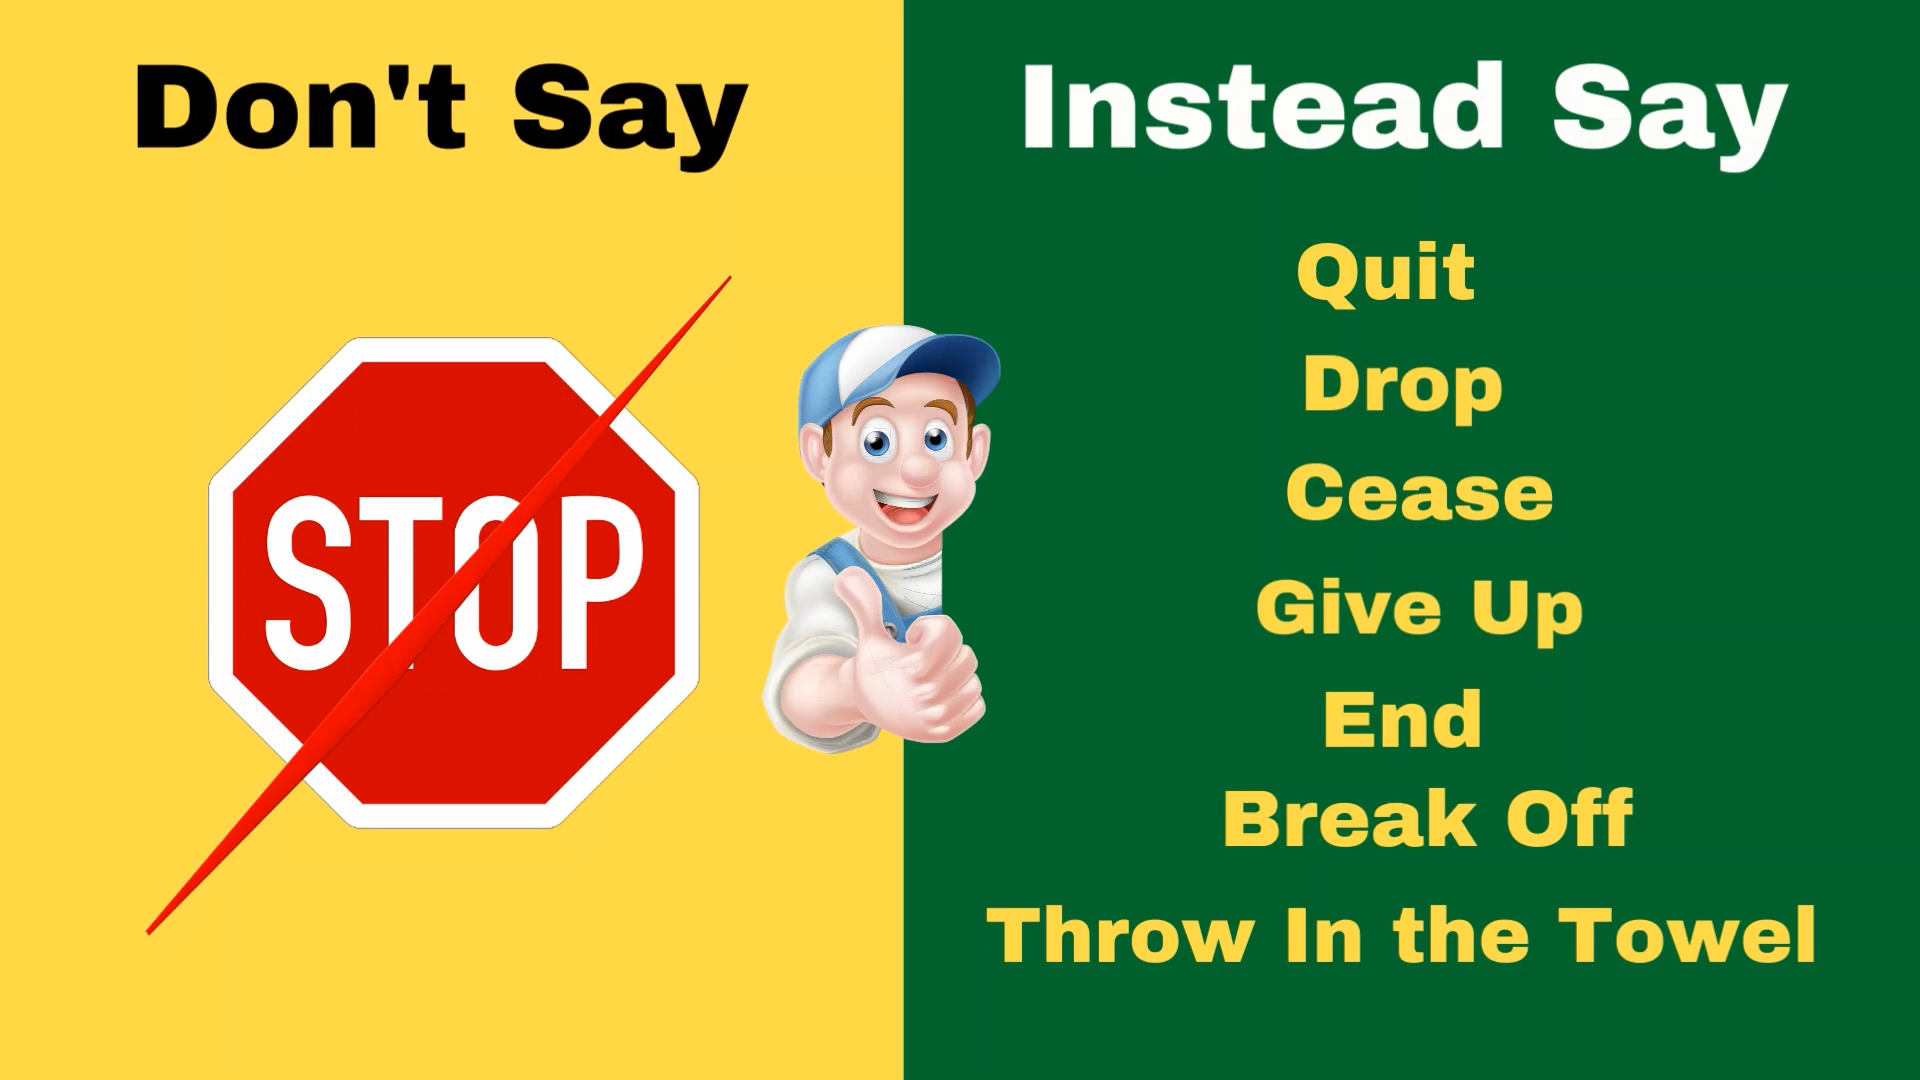 Don't Say
STOP
Instead Say
Quit
Drop
Cease
Give Up
End
Break Off
Throw In the Towel